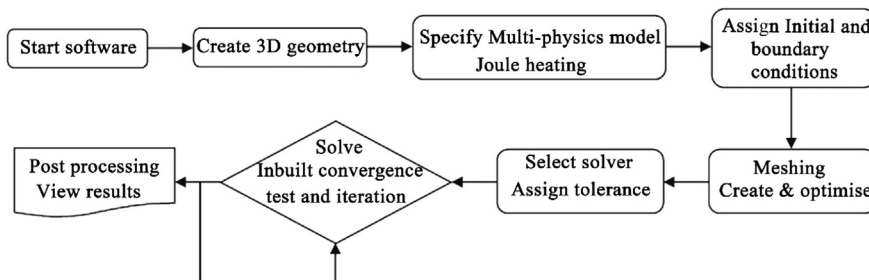 Start software
Create 3D geometry
Specify Multi-physics model
Joule heating
Assign Initial and
boundary
conditions
Meshing
Create & optimise
Select solver
Assign tolerance
Solve
Inbuilt convergence
test and iteration
Post processing
View results